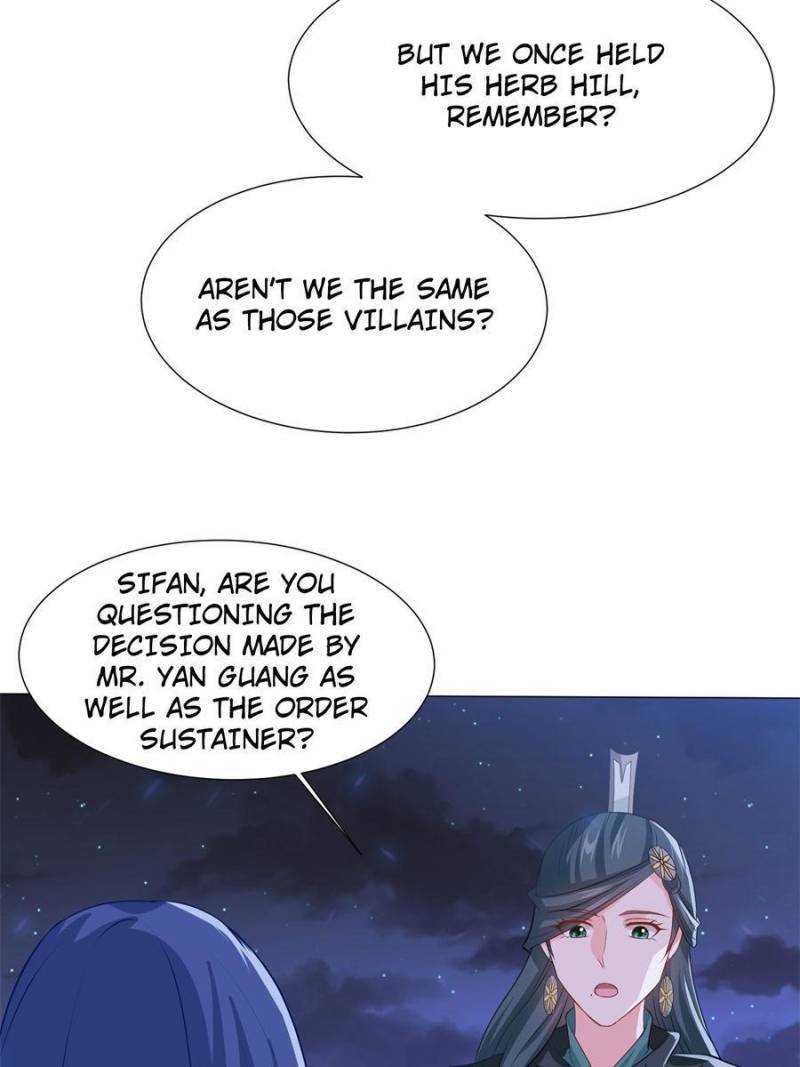 BUT WE ONCE HELD
HIS HERB HILL,
REMEMBER?
AREN'T WE THE SAME
AS THOSE VILLAINS?
SIFAN, ARE YOU
QUESTIONING THE
DECISION MADE BY
MR. YAN GUANG AS
WELL AS THE ORDER
SUSTAINER?